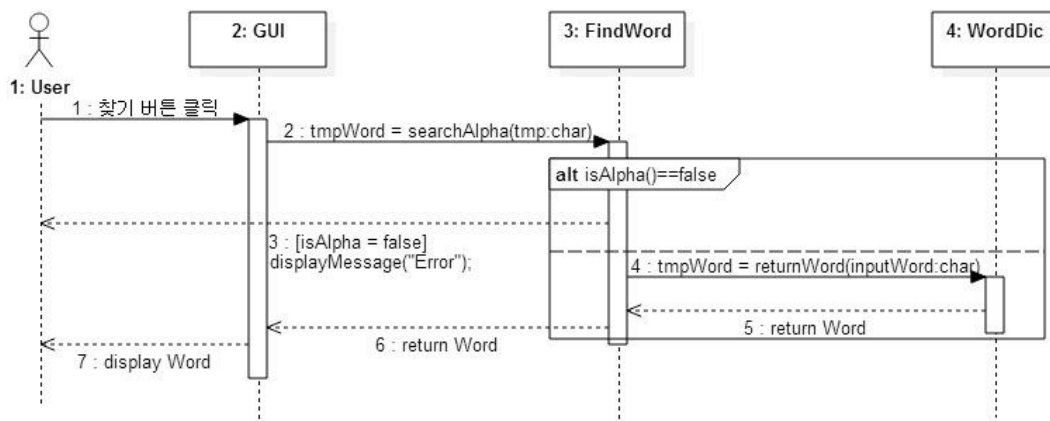 2: GUI
3: FindWord
4: WordDic
1: User
1 : 찾기 버튼 클릭
2 : tmpWord = searchAlpha(tmp:char)
alt isAlpha()==false
3 : [isAlpha = false]
displayMessage("Error");
4 : tmpWord = returnWord(inputWord:char)
5 : return Word
6 : return Word
7 : display Word